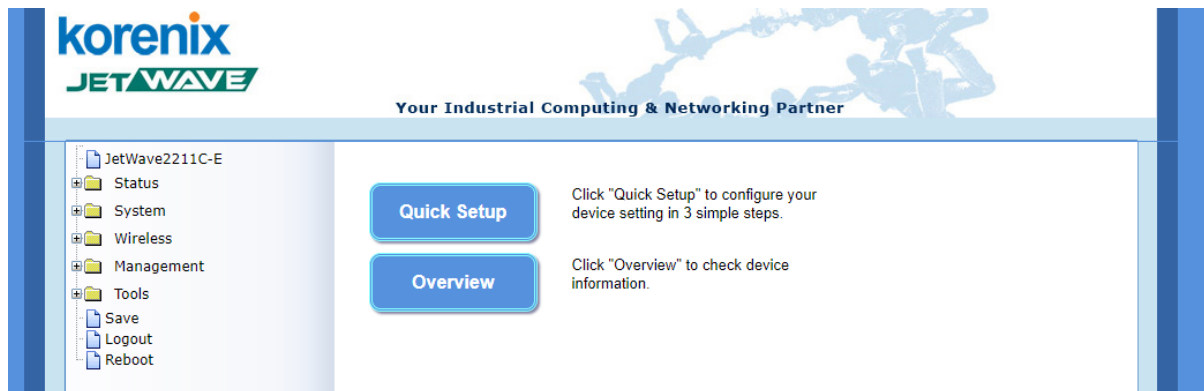 korenix
JETWAVE
Your Industrial Computing & Networking Partner
JetWave2211C-E
Status
System
Wireless
Management
Tools
Save
Logout
Reboot
Quick Setup
Click "Quick Setup" to configure your
device setting in 3 simple steps.
Overview
Click "Overview" to check device
information.